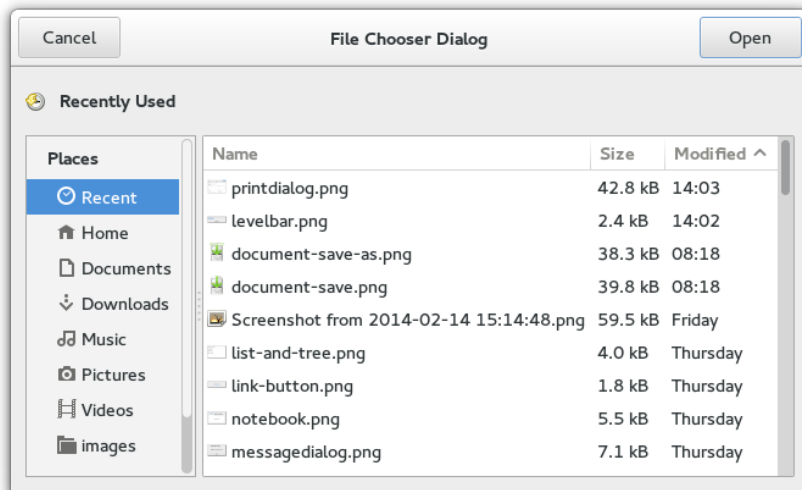 Cancel File Chooser Dialog Open
Recently Used
Places
Recent
Home
Documents
Downloads
Music
Pictures
Videos
images
Name Size Modified
printdialog.png 42.8 kB 14:03
levelbar.png 2.4 kB 14:02
document-save-as.png 38.3 kB 08:18
document-save.png 39.8 kB 08:18
Screenshot from 2014-02-14 15:14:48.png 59.5 kB Friday
list-and-tree.png 4.0 kB Thursday
link-button.png 1.8 kB Thursday
notebook.png 5.5 kB Thursday
messagedialog.png 7.1 kB Thursday